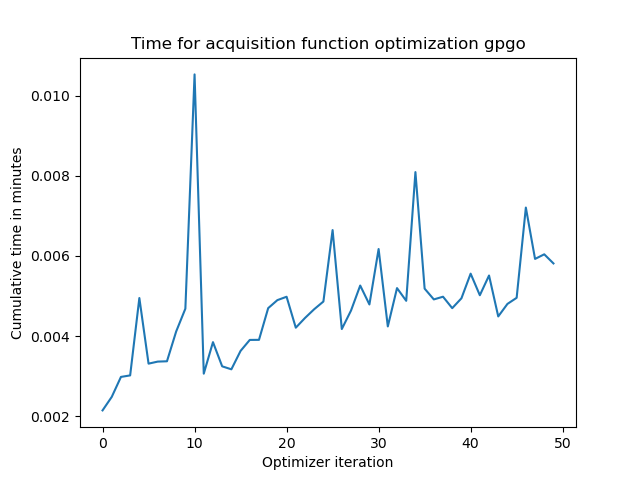 Time for acquisition function optimization gpgo
Cumulative time in minutes
0.010
0.008
0.006
0.004
0.002
0 10 20 30 40 50
Optimizer iteration